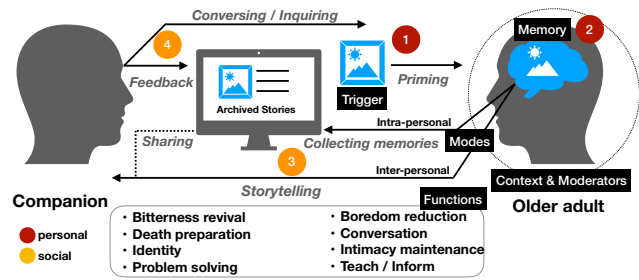 Conversing / Inquiring
1
Memory
2
4
Feedback
Priming
Archived Stories
Trigger
Intra-personal
Sharing
Collecting memories
Modes
3
Inter-personal
Storytelling
Context & Moderators
Companion
Functions
Older adult
personal
social
· Bitterness revival
· Death preparation
· Identity
· Problem solving
· Boredom reduction
· Conversation
· Intimacy maintenance
· Teach / Inform